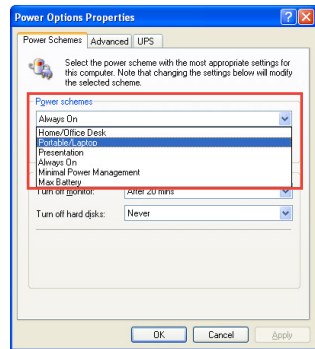 Power Options Properties
Power Schemes Advanced UPS
Select the power scheme with the most appropriate settings for
this computer. Note that changing the settings below will modify
the selected scheme.
Power schemes
Always On
Home/Office Desk
Portable/Laptop
Presentation
Always On
Minimal Power Management
Max Battery
Turn off monitor: After 20 mins
Turn off hard disks: Never
OK Cancel Apply